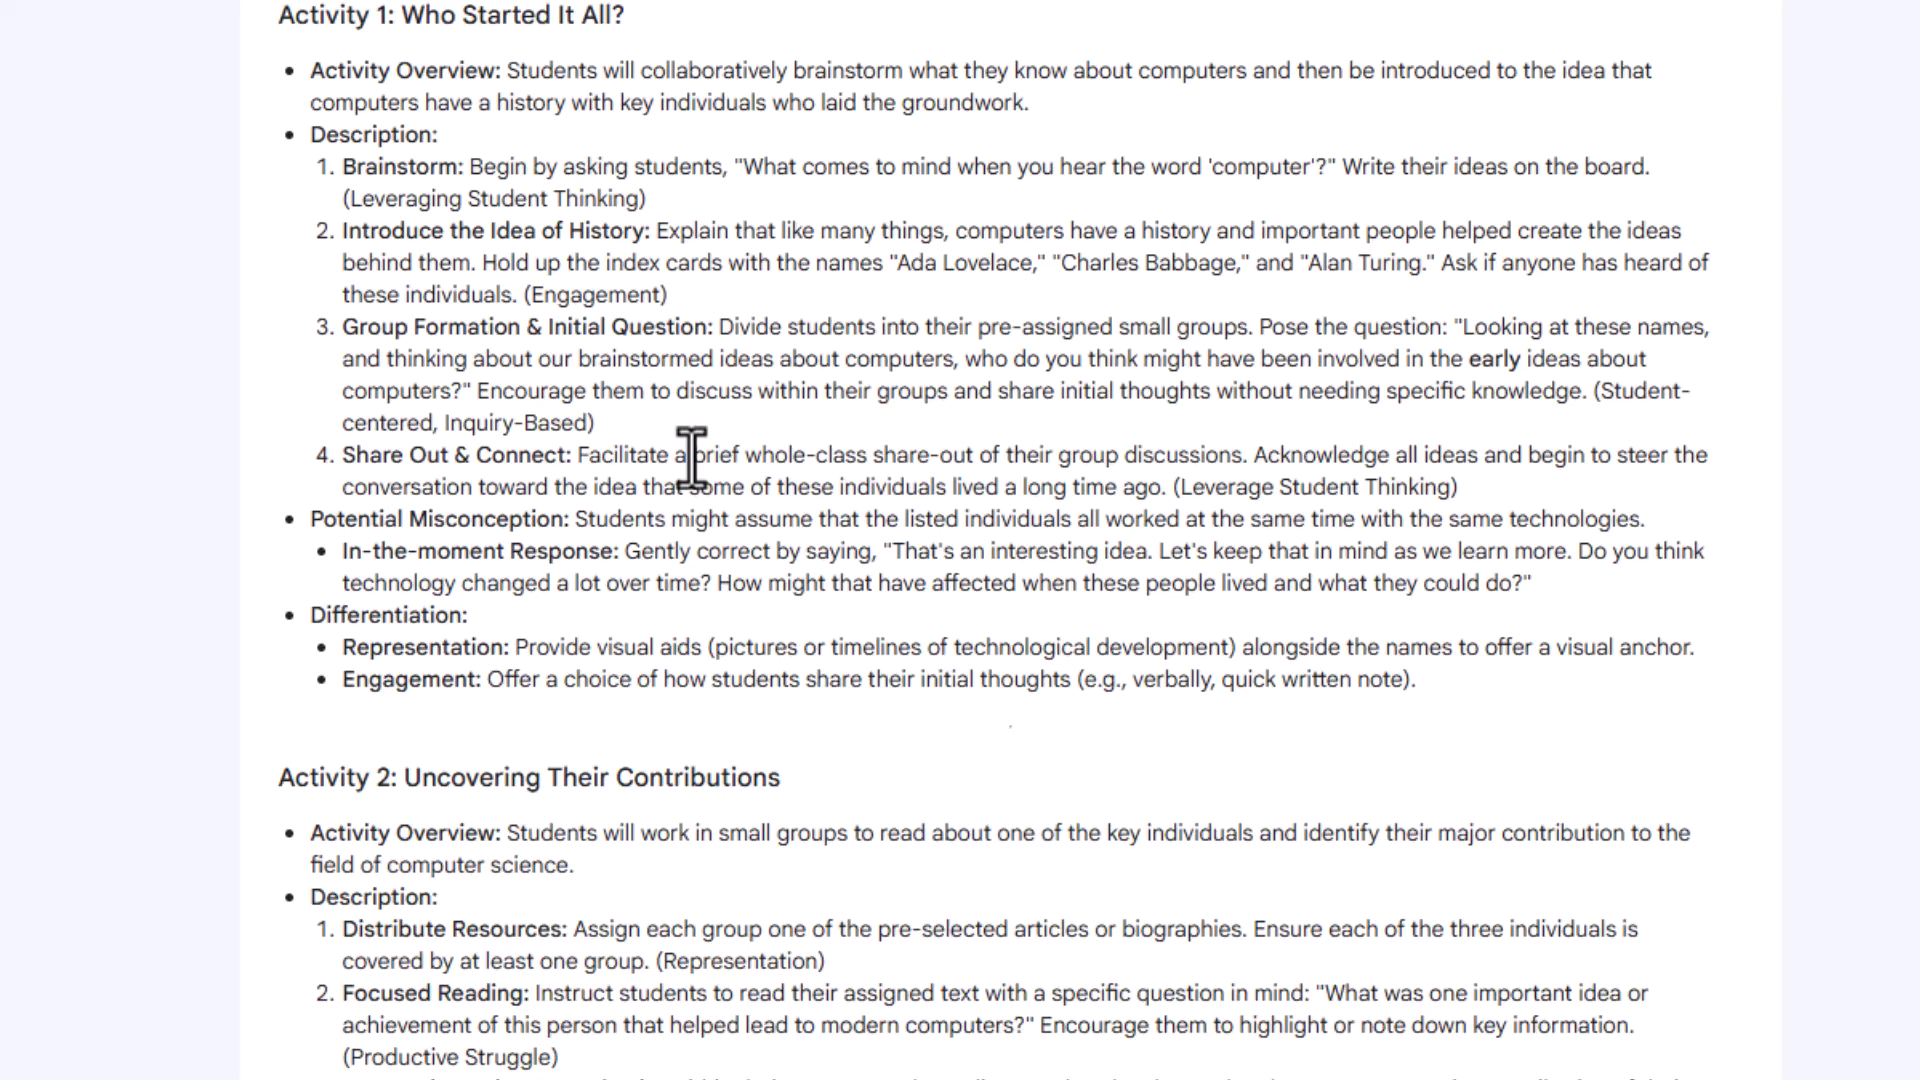 Activity 1: Who Started It All?
• Activity Overview: Students will collaboratively brainstorm what they know about computers and then be introduced to the idea that
computers have a history with key individuals who laid the groundwork.
• Description:
1. Brainstorm: Begin by asking students, "What comes to mind when you hear the word 'computer'?" Write their ideas on the board.
(Leveraging Student Thinking)
2. Introduce the Idea of History: Explain that like many things, computers have a history and important people helped create the ideas
behind them. Hold up the index cards with the names "Ada Lovelace," "Charles Babbage," and "Alan Turing." Ask if anyone has heard of
these individuals. (Engagement)
3. Group Formation & Initial Question: Divide students into their pre-assigned small groups. Pose the question: "Looking at these names,
and thinking about our brainstormed ideas about computers, who do you think might have been involved in the early ideas about
computers?" Encourage them to discuss within their groups and share initial thoughts without needing specific knowledge. (Student-
centered, Inquiry-Based)
4. Share Out & Connect: Facilitate a brief whole-class share-out of their group discussions. Acknowledge all ideas and begin to steer the
conversation toward the idea that some of these individuals lived a long time ago. (Leverage Student Thinking)
• Potential Misconception: Students might assume that the listed individuals all worked at the same time with the same technologies.
• In-the-moment Response: Gently correct by saying, "That's an interesting idea. Let's keep that in mind as we learn more. Do you think
technology changed a lot over time? How might that have affected when these people lived and what they could do?"
• Differentiation:
• Representation: Provide visual aids (pictures or timelines of technological development) alongside the names to offer a visual anchor.
• Engagement: Offer a choice of how students share their initial thoughts (e.g., verbally, quick written note).
Activity 2: Uncovering Their Contributions
• Activity Overview: Students will work in small groups to read about one of the key individuals and identify their major contribution to the
field of computer science.
• Description:
1. Distribute Resources: Assign each group one of the pre-selected articles or biographies. Ensure each of the three individuals is
covered by at least one group. (Representation)
2. Focused Reading: Instruct students to read their assigned text with a specific question in mind: "What was one important idea or
achievement of this person that helped lead to modern computers?" Encourage them to highlight or note down key information.
(Productive Struggle)